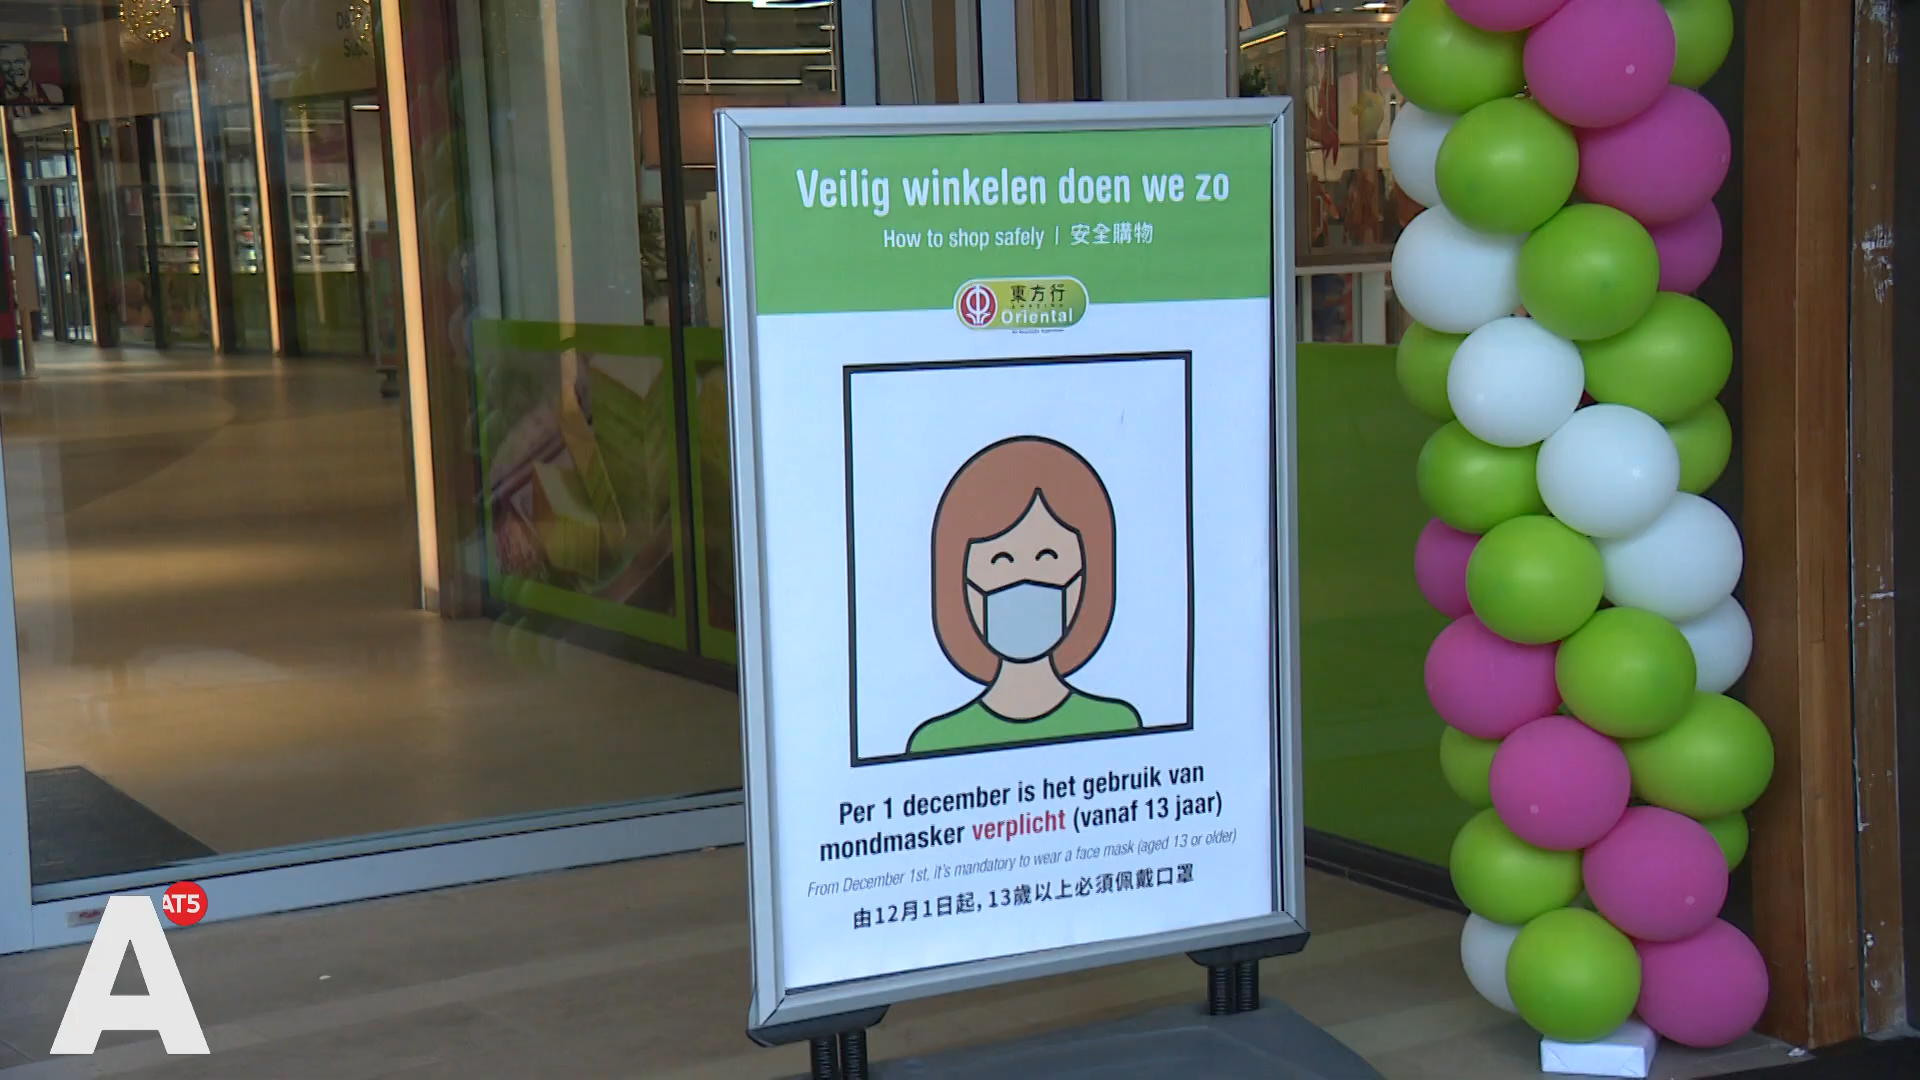 Veilig winkelen doen we zo
How to shop safely | 安全購物
東方行
Oriental
Per 1 december is het gebruik van
mondmasker verplicht (vanaf 13 jaar)
From December 1st, it's mandatory to wear a face mask (aged 13 or older)
由12月1日起, 13歲以上必須佩戴口罩
A
AT5